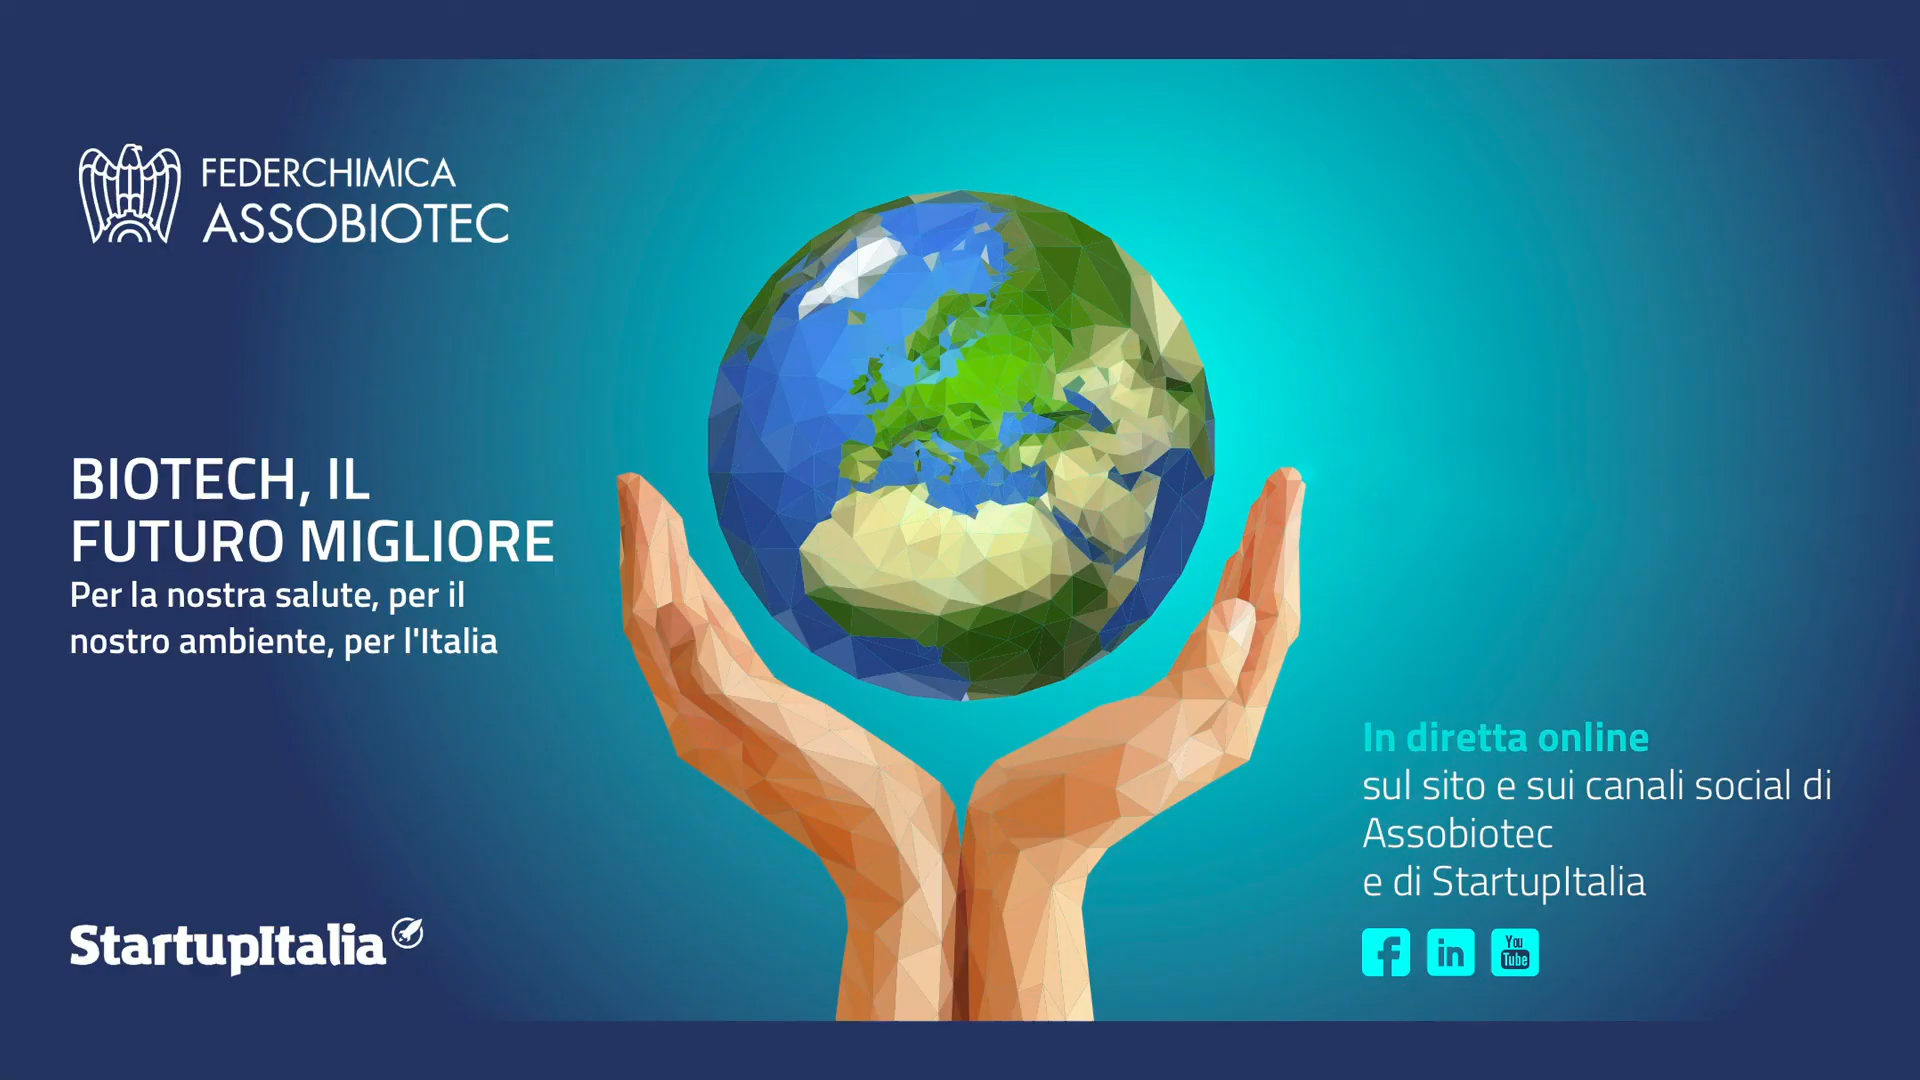 FEDERCHIMICA
ASSOBIOTEC
BIOTECH, IL
FUTURO MIGLIORE
Per la nostra salute, per il
nostro ambiente, per l'Italia
StartupItalia
In diretta online
sul sito e sui canali social di
Assobiotec
e di StartupItalia
f in You
Tube